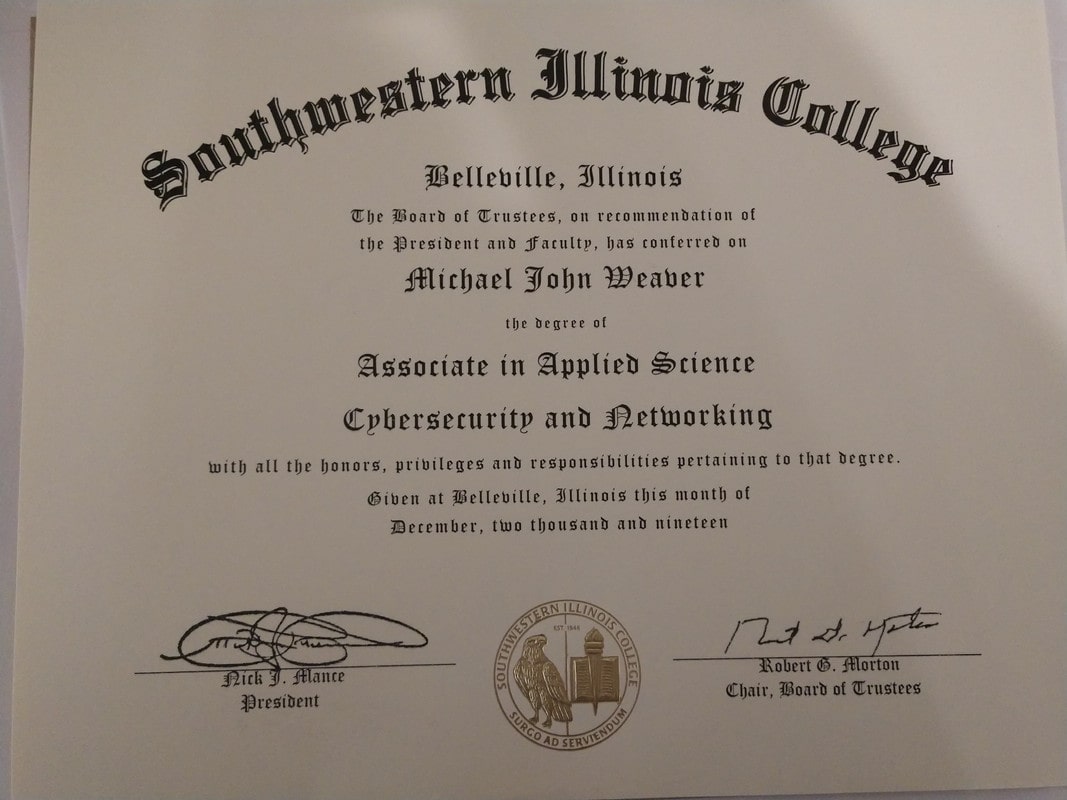 Southwestern Illinois College
Belleville, Illinois
The Board of Trustees, on recommendation of
the President and Faculty, has conferred on
Michael John Weaver
the degree of
Associate in Applied Science
Cybersecurity and Networking
with all the honors, privileges and responsibilities pertaining to that degree.
Given at Belleville, Illinois this month of
December, two thousand and nineteen
Nick J. Mance
President
SOUTHWESTERN ILLINOIS COLLEGE
EST 1946
SURGO AD SERVIENDUM
Robert G. Morton
Chair, Board of Trustees